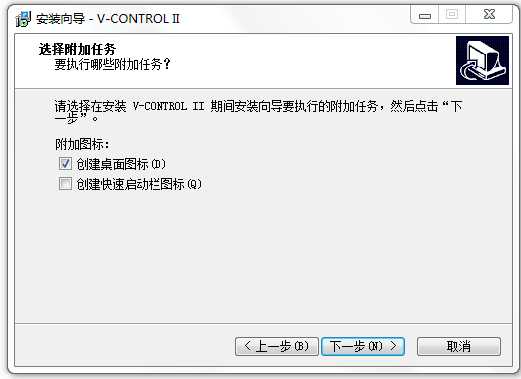 安装向导 - V-CONTROL II
选择附加任务
要执行哪些附加任务？
请选择在安装 V-CONTROL II 期间安装向导要执行的附加任务，然后点击“下
一步”。
附加图标：
创建桌面图标(D)
创建快速启动栏图标(Q)
< 上一步(B) 下一步(N) > 取消